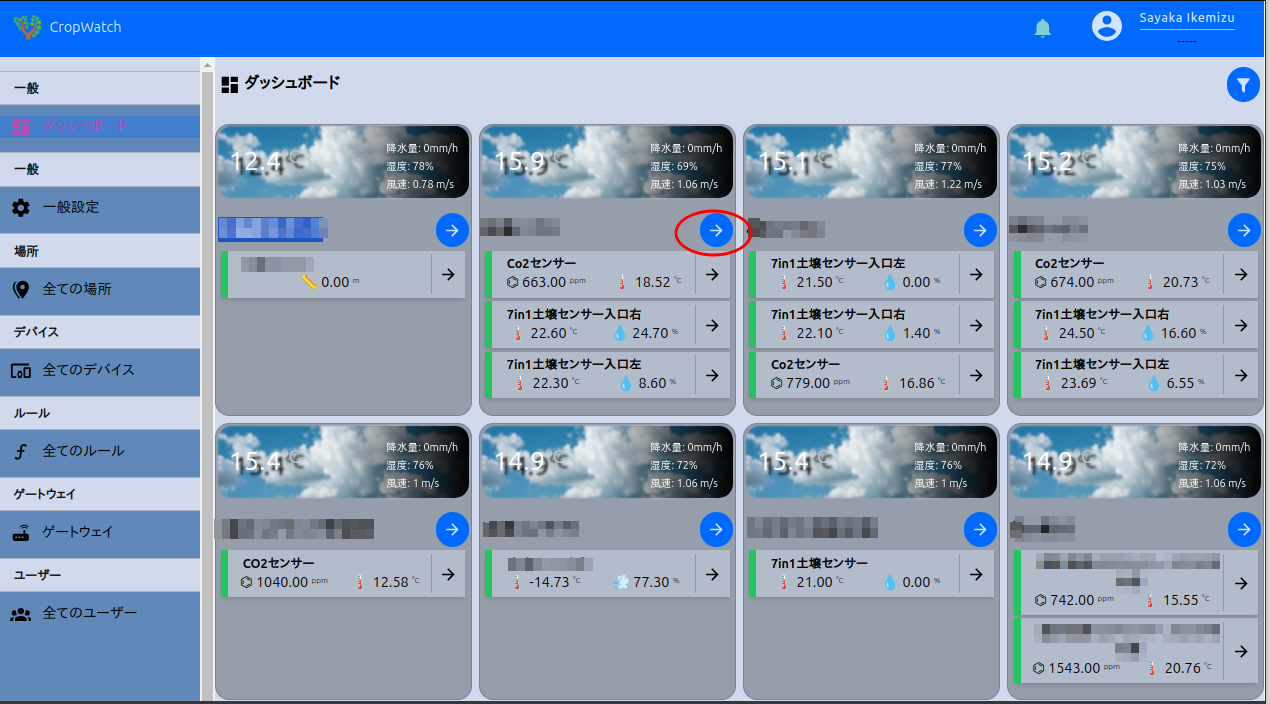 CropWatch
Sayaka Ikemizu
-----
一般
ダッシュボード
一般
一般設定
場所
全ての場所
デバイス
全てのデバイス
ルール
全てのルール
ゲートウェイ
ゲートウェイ
ユーザー
全てのユーザー
ダッシュボード
12.4°C
降水量: 0mm/h
湿度: 78%
風速: 0.78 m/s
0.00 m
15.9°C
降水量: 0mm/h
湿度: 69%
風速: 1.06 m/s
Co2センサー
663.00 ppm 18.52 °C
7in1土壌センサー入口右
22.60 °C 24.70 %
7in1土壌センサー入口左
22.30 °C 8.60 %
15.1°C
降水量: 0mm/h
湿度: 77%
風速: 1.22 m/s
7in1土壌センサー入口左
21.50 °C 0.00 %
7in1土壌センサー入口右
22.10 °C 1.40 %
Co2センサー
779.00 ppm 16.86 °C
15.2°C
降水量: 0mm/h
湿度: 75%
風速: 1.03 m/s
Co2センサー
674.00 ppm 20.73 °C
7in1土壌センサー入口右
24.50 °C 16.60 %
7in1土壌センサー入口左
23.69 °C 6.55 %
15.4°C
降水量: 0mm/h
湿度: 76%
風速: 1 m/s
CO2センサー
1040.00 ppm 12.58 °C
14.9°C
降水量: 0mm/h
湿度: 72%
風速: 1.06 m/s
-14.73 °C 77.30 %
15.4°C
降水量: 0mm/h
湿度: 76%
風速: 1 m/s
7in1土壌センサー
21.00 °C 0.00 %
14.9°C
降水量: 0mm/h
湿度: 72%
風速: 1.06 m/s
742.00 ppm 15.55 °C
1543.00 ppm 20.76 °C